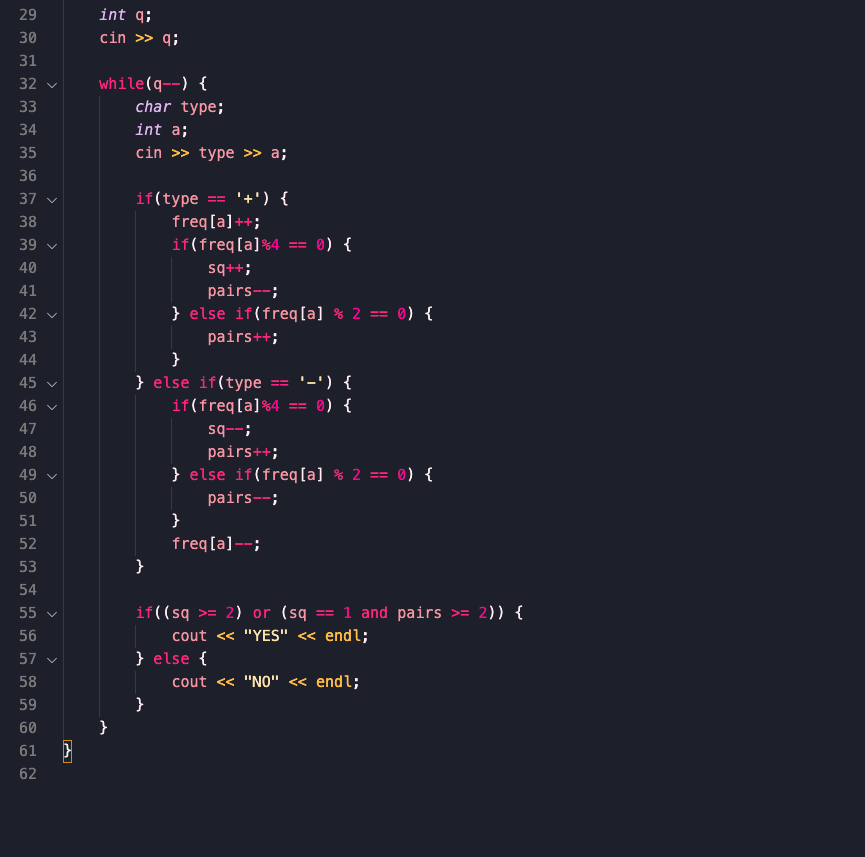 29 int q;
30 cin >> q;
31
32 while(q--) {
33 char type;
34 int a;
35 cin >> type >> a;
36
37 if(type == '+') {
38 freq[a]++;
39 if(freq[a]%4 == 0) {
40 sq++;
41 pairs--;
42 } else if(freq[a] % 2 == 0) {
43 pairs++;
44 }
45 } else if(type == '-') {
46 if(freq[a]%4 == 0) {
47 sq--;
48 pairs++;
49 } else if(freq[a] % 2 == 0) {
50 pairs--;
51 }
52 freq[a]--;
53 }
54
55 if((sq >= 2) or (sq == 1 and pairs >= 2)) {
56 cout << "YES" << endl;
57 } else {
58 cout << "NO" << endl;
59 }
60 }
61 }
62